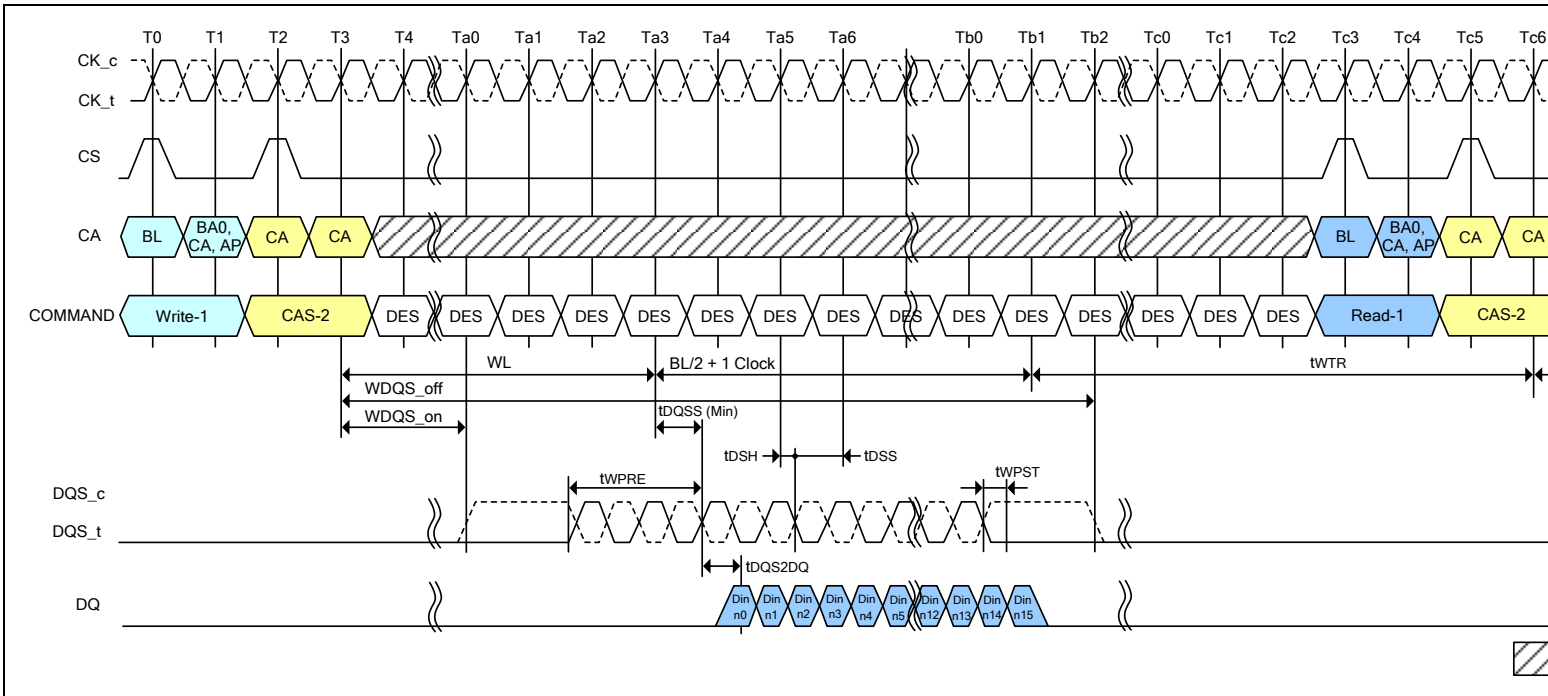 T0 T1 T2 T3 T4 Ta0 Ta1 Ta2 Ta3 Ta4 Ta5 Ta6 Tb0 Tb1 Tb2 Tc0 Tc1 Tc2 Tc3 Tc4 Tc5 Tc6
CK_c
CK_t
CS
CA BL BA0, CA, AP CA CA BL BA0, CA, AP CA CA
COMMAND Write-1 CAS-2 DES DES DES DES DES DES DES DES DES DES DES DES DES DES DES Read-1 CAS-2
WL BL/2 + 1 Clock tWTR
WDQS_off
WDQS_on tDQSS (Min)
tDSH tDSS
tWPRE tWPST
DQS_c
DQS_t
tDQS2DQ
DQ Din n0 Din n1 Din n2 Din n3 Din n4 Din n5 Din n12 Din n13 Din n14 Din n15